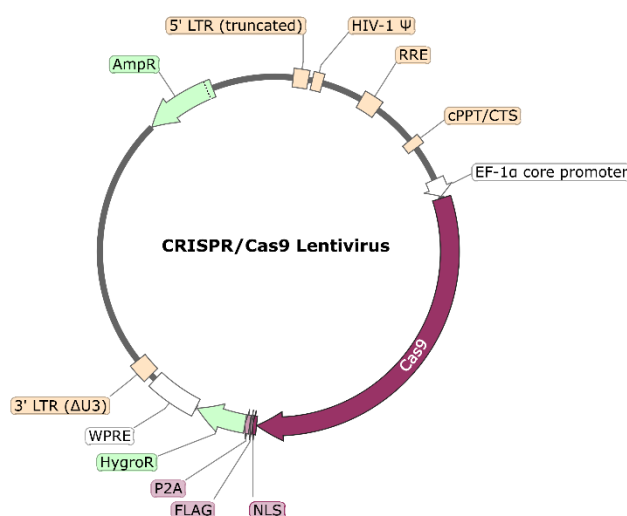 5' LTR (truncated)
HIV-1 Ψ
AmpR
RRE
cPPT/CTS
EF-1α core promoter
CRISPR/Cas9 Lentivirus
Cas9
3' LTR (ΔU3)
WPRE
HygroR
P2A
FLAG
NLS